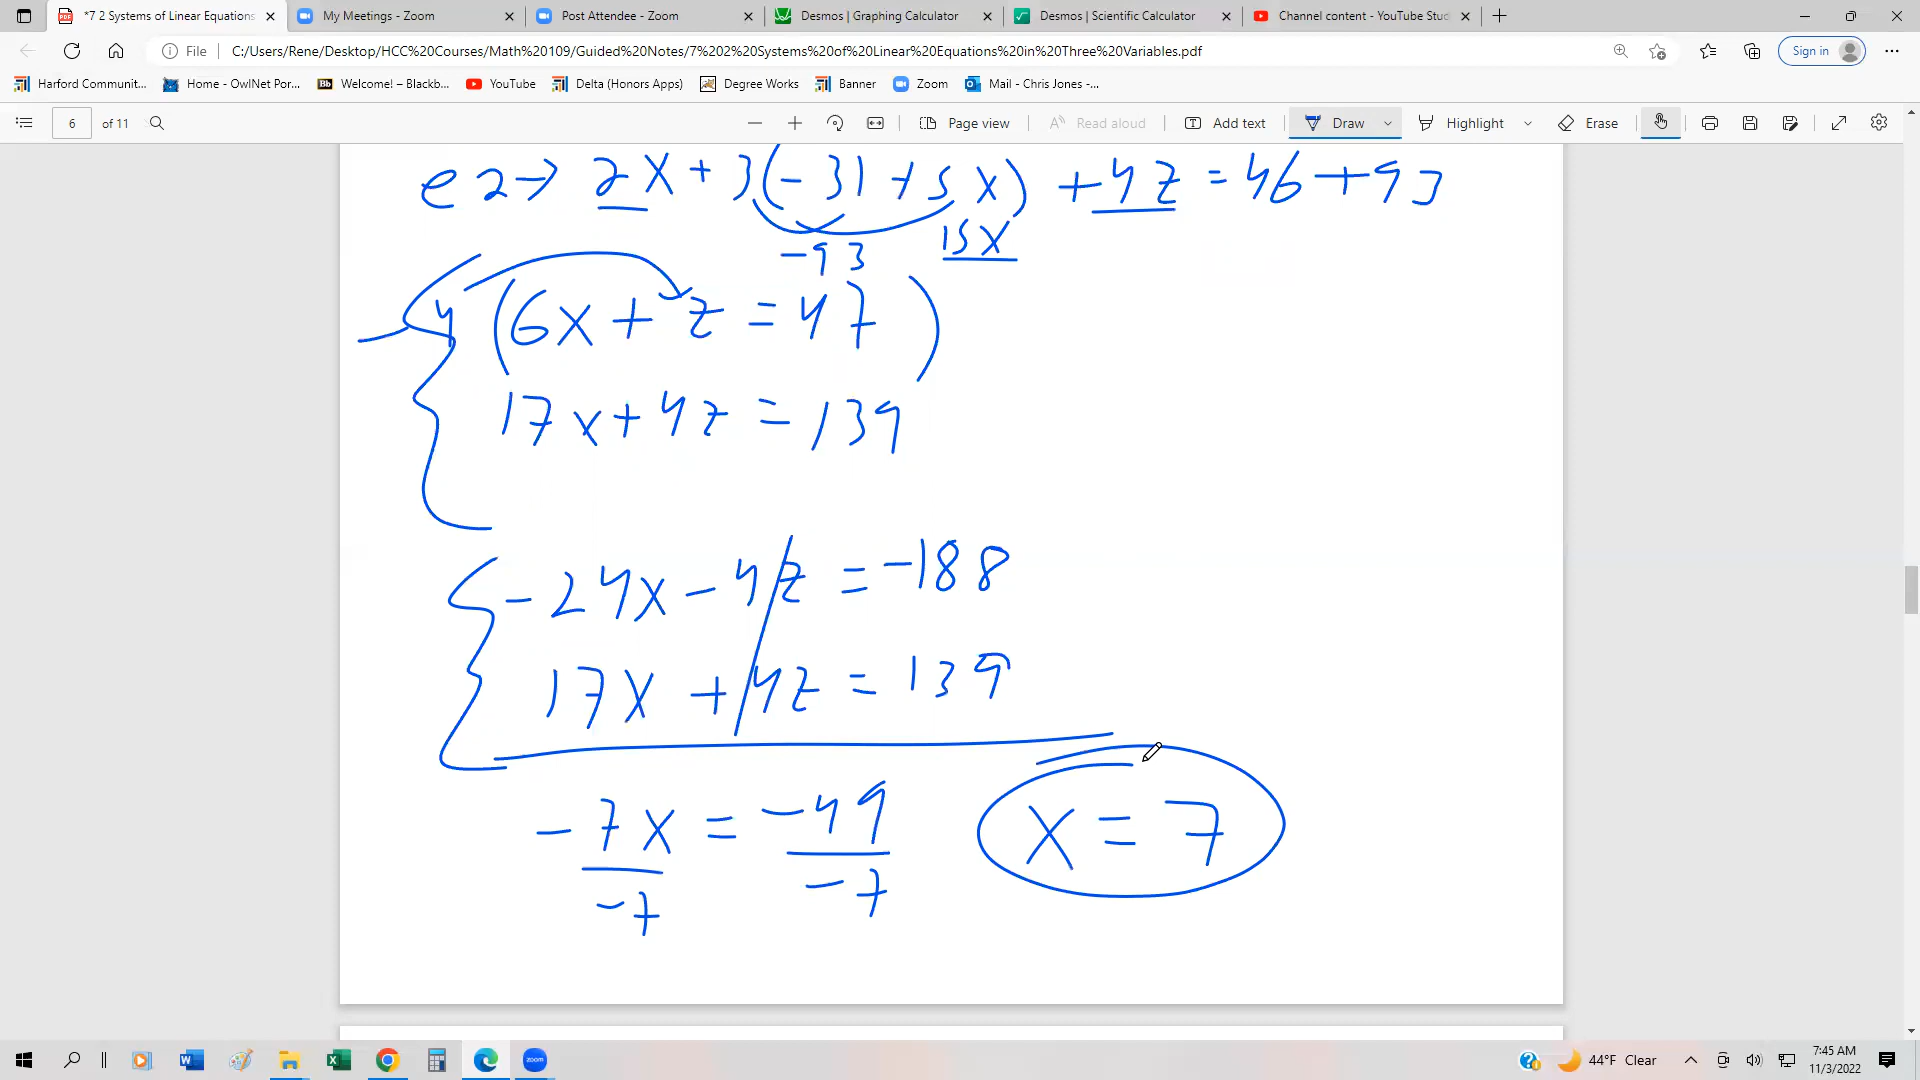 *7 2 Systems of Linear Equations
My Meetings - Zoom
Post Attendee - Zoom
Desmos | Graphing Calculator
Desmos | Scientific Calculator
Channel content - YouTube Stud
File
C:/Users/Rene/Desktop/HCC%20Courses/Math%20109/Guided%20Notes/7%202%20Systems%20of%20Linear%20Equations%20in%20Three%20Variables.pdf
Sign in
Harford Communit...
Home - OwlNet Por...
Bb Welcome! – Blackb...
YouTube
Delta (Honors Apps)
Degree Works
Banner
Zoom
Mail - Chris Jones -...
6 of 11
Page view
Read aloud
Add text
Draw
Highlight
Erase
e2→ 2x + 3(-31 + 5x) + 4z = 46 + 93
-93 15x
-4 (6x + z = 47)
17x + 4z = 139
-24x - 4z = -188
17x + 4z = 139
-7x = -49 x = 7
-7 -7
zoom
44°F Clear
7:45 AM
11/3/2022